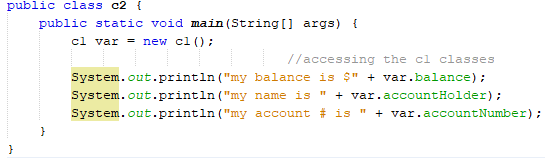 public class c2 {
public static void main(String[] args) {
c1 var = new c1();
//accessing the c1 classes
System.out.println("my balance is $" + var.balance);
System.out.println("my name is " + var.accountHolder);
System.out.println("my account # is " + var.accountNumber);
}
}